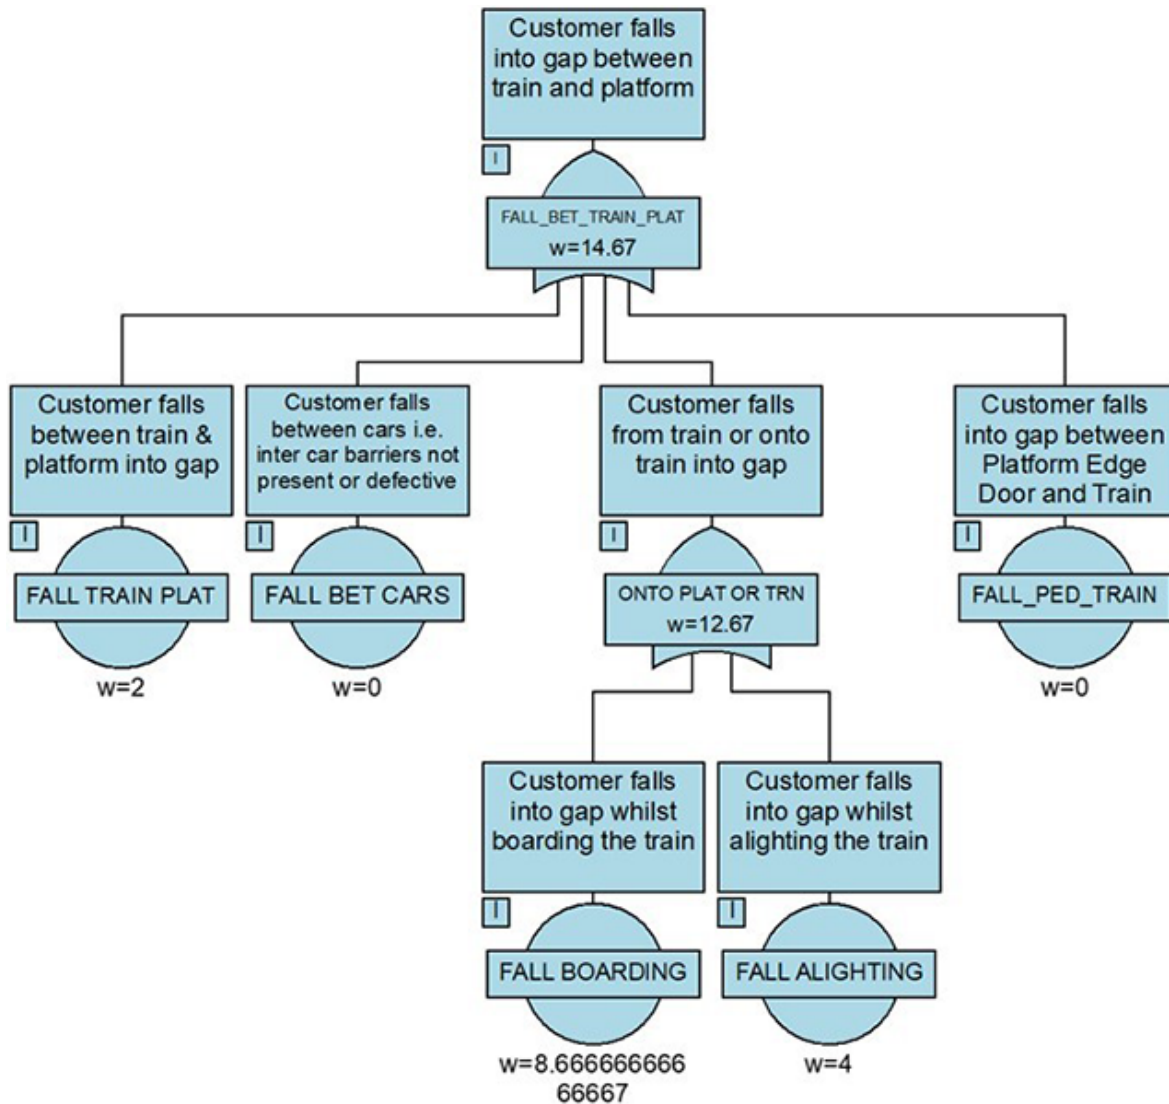 Customer falls
into gap between
train and platform
I
FALL_BET_TRAIN_PLAT
w=14.67
Customer falls
between train &
platform into gap
I
FALL TRAIN PLAT
w=2
Customer falls
between cars i.e.
inter car barriers not
present or defective
I
FALL BET CARS
w=0
Customer falls
from train or onto
train into gap
I
ONTO PLAT OR TRN
w=12.67
Customer falls
into gap between
Platform Edge
Door and Train
I
FALL_PED_TRAIN
w=0
Customer falls
into gap whilst
boarding the train
I
FALL BOARDING
w=8.666666666
66667
Customer falls
into gap whilst
alighting the train
I
FALL ALIGHTING
w=4